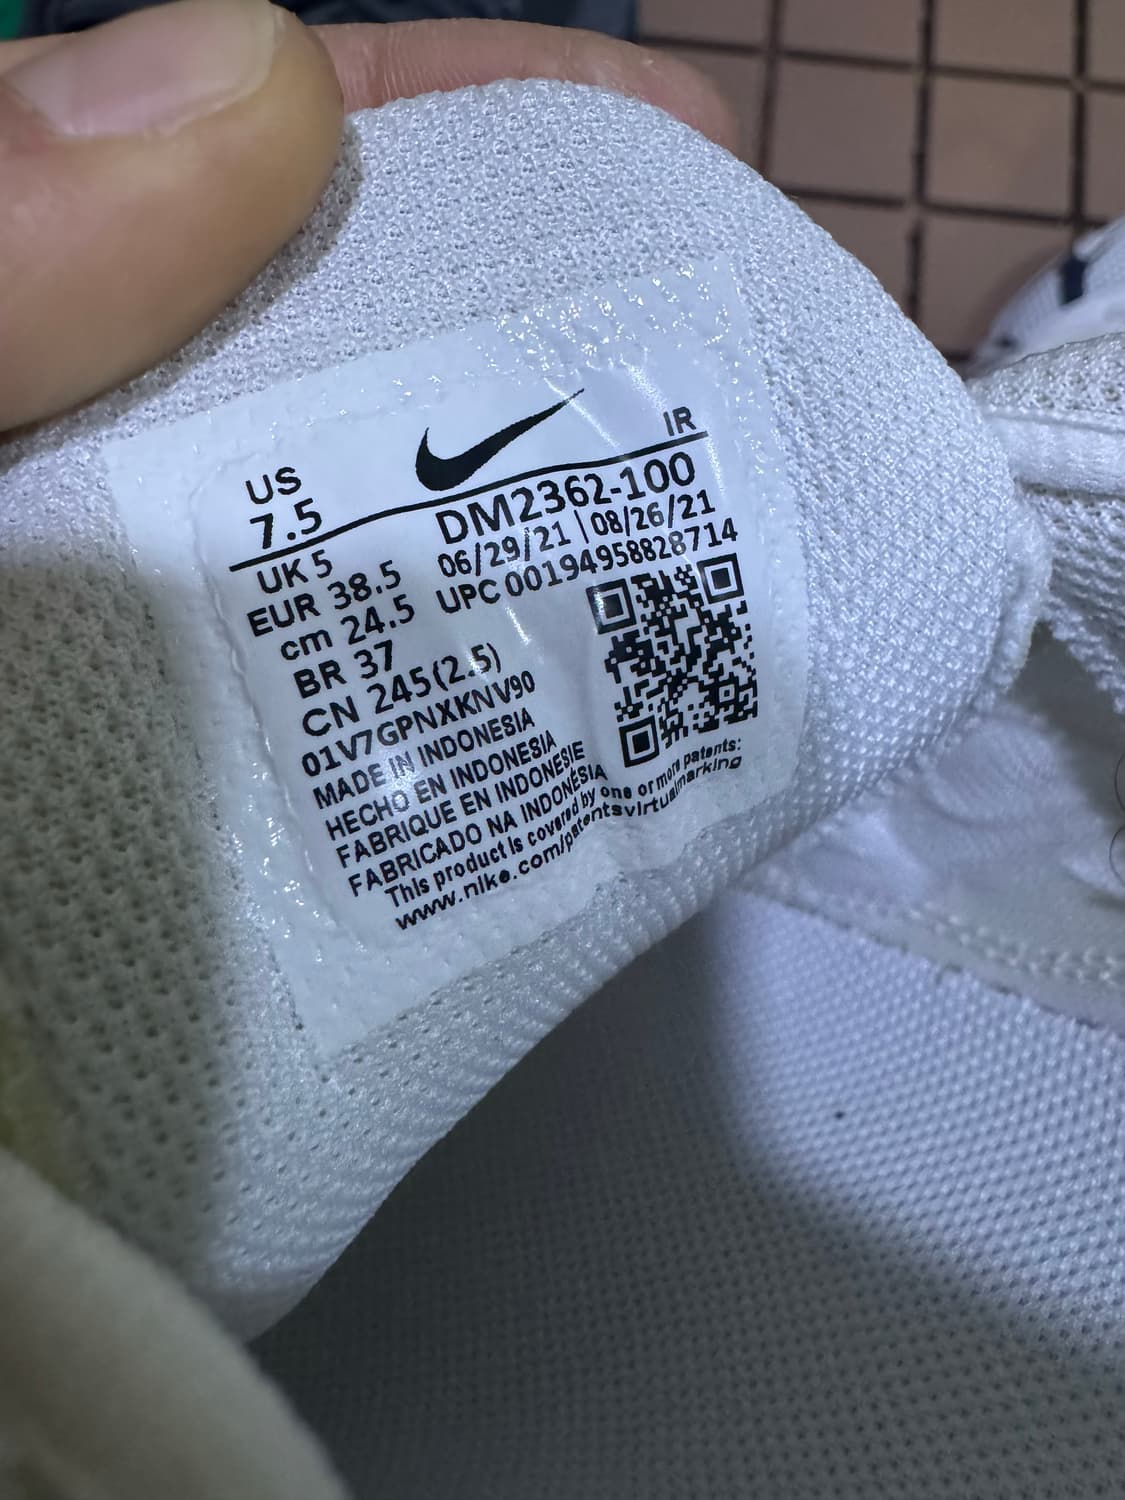 US
7.5
IR
DM2362-100
06/29/21 | 08/26/21
UPC 00194958828714
UK 5
EUR 38.5
cm 24.5
BR 37
CN 245(2.5)
01V7GPNXKNV90
MADE IN INDONESIA
HECHO EN INDONESIA
FABRIQUE EN INDONESIE
FABRICADO NA INDONÉSIA
This product is covered by one or more patents:
www.nike.com/patentsvirtualmarking